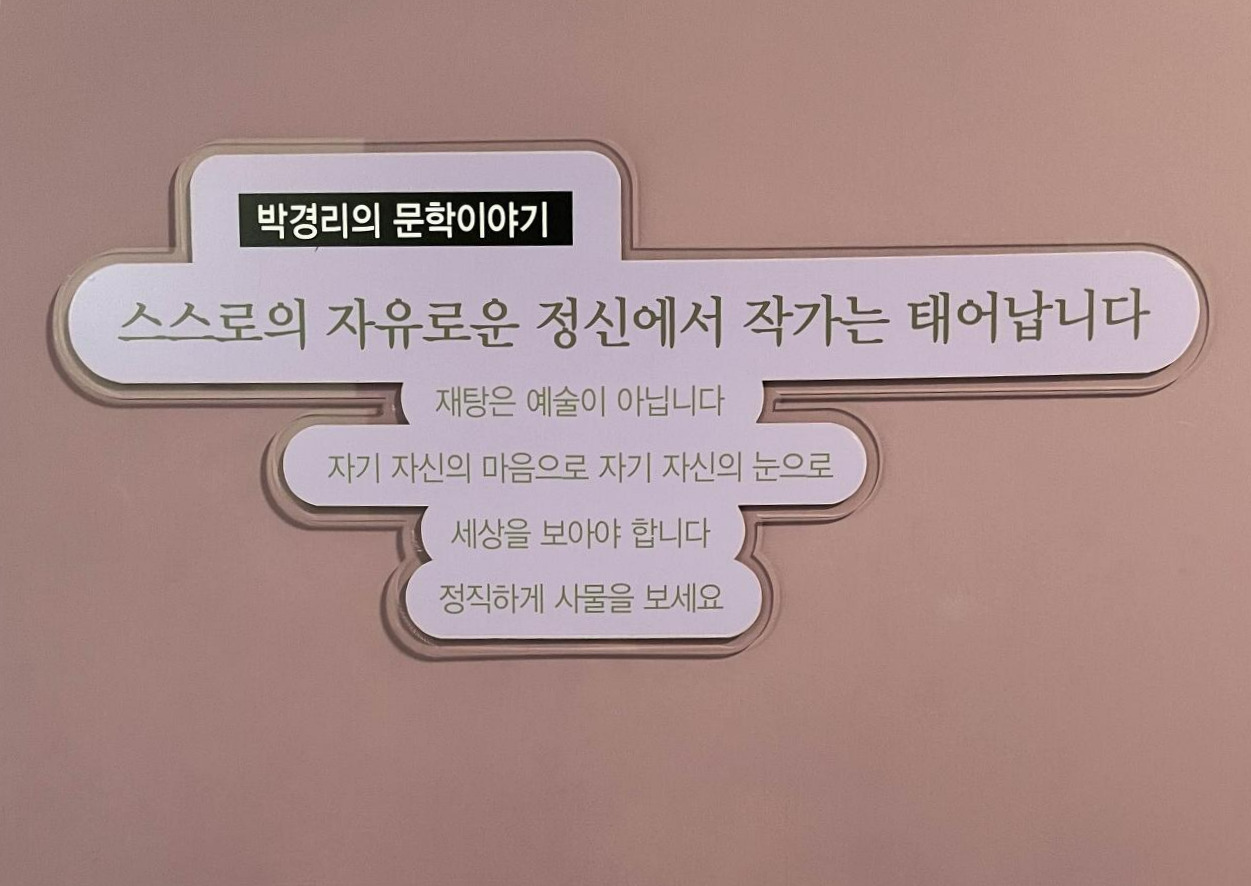 박경리의 문학이야기
스스로의 자유로운 정신에서 작가는 태어납니다
재탕은 예술이 아닙니다
자기 자신의 마음으로 자기 자신의 눈으로
세상을 보아야 합니다
정직하게 사물을 보세요